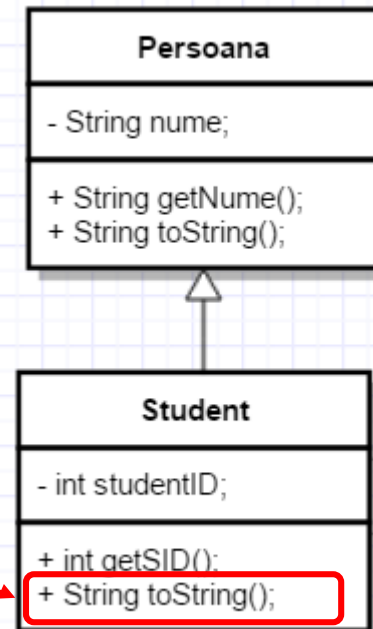 Persoana
- String nume;
+ String getNume();
+ String toString();
Student
- int studentID;
+ int getSID();
+ String toString();